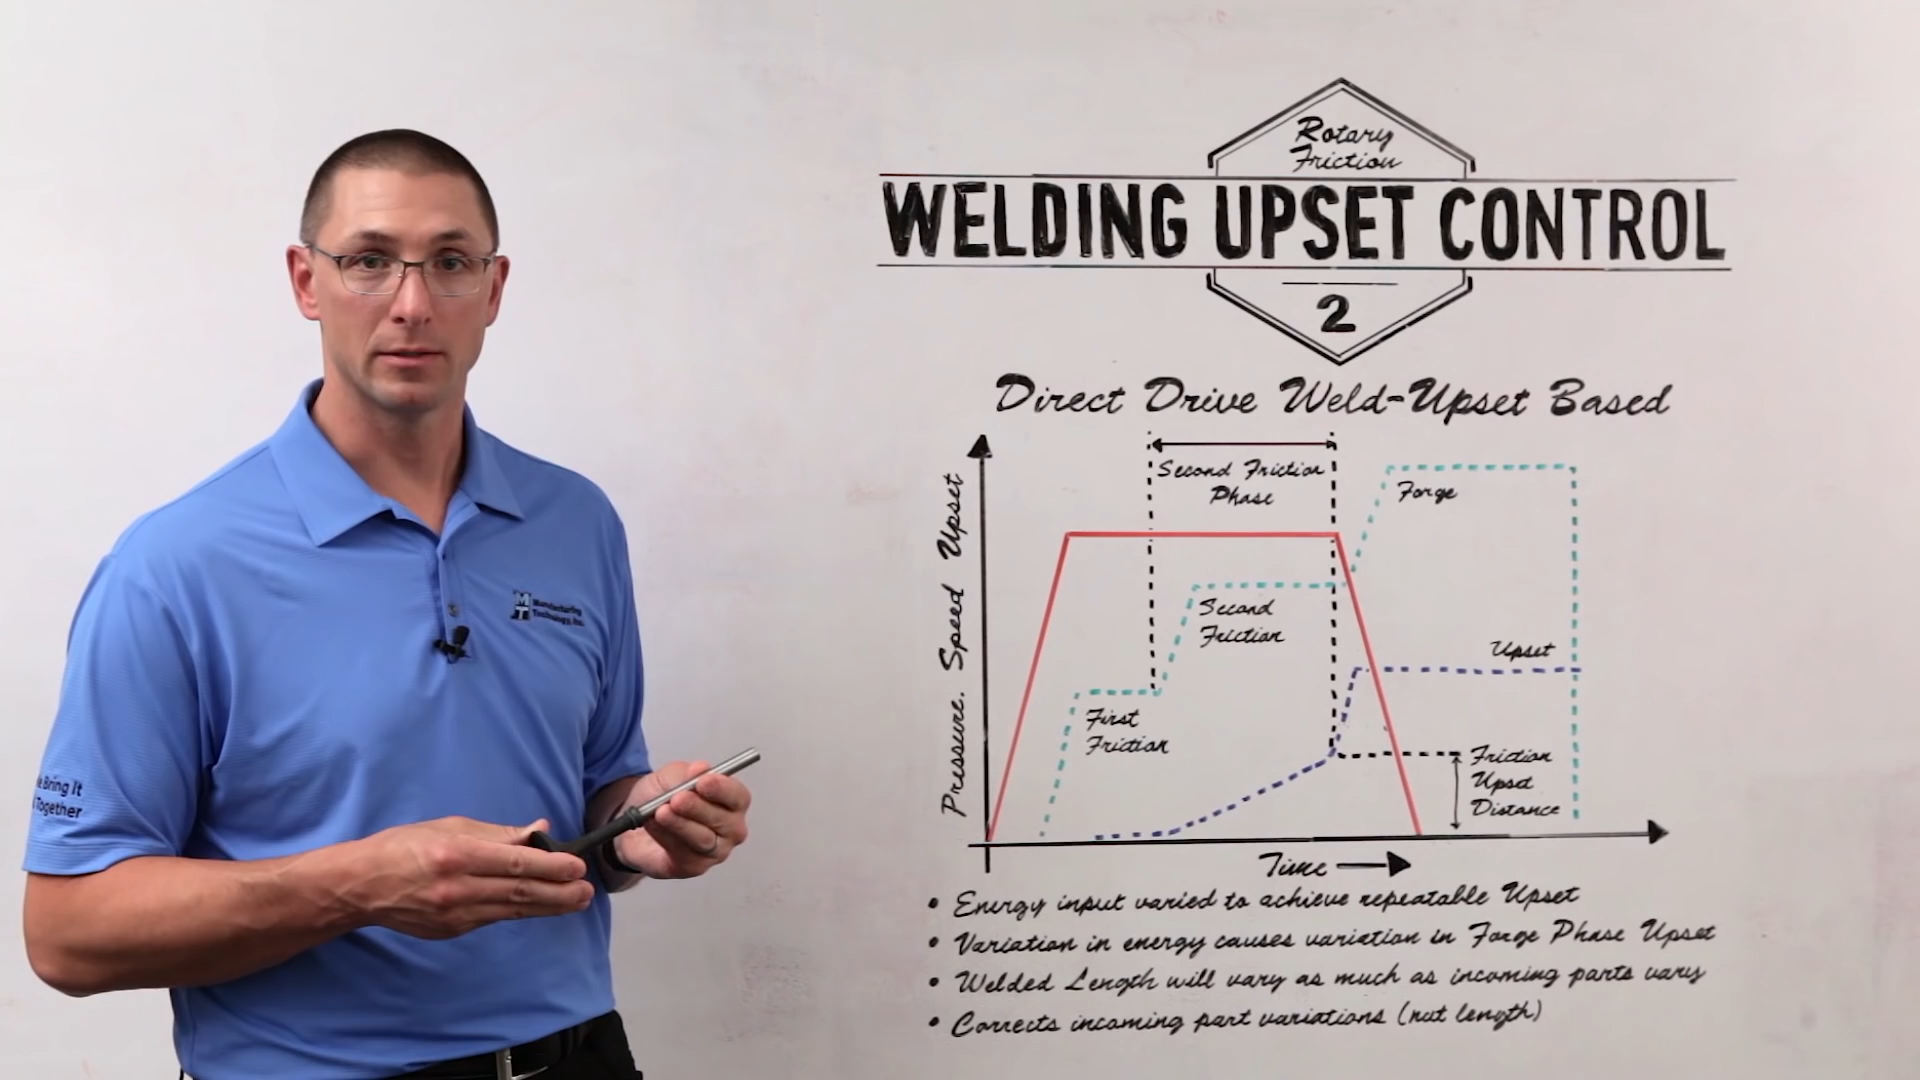 Rotary
Friction
WELDING UPSET CONTROL
2
Direct Drive Weld-Upset Based
Second Friction
Phase
Forge
Second
Friction
Upset
First
Friction
Friction
Upset
Distance
Pressure. Speed Upset
Time
• Energy input varied to achieve repeatable Upset
• Variation in energy causes variation in Forge Phase Upset
• Welded Length will vary as much as incoming parts vary
• Corrects incoming part variations (not length)
MTI
Manufacturing
Technology, Inc.
e Bring It
Together